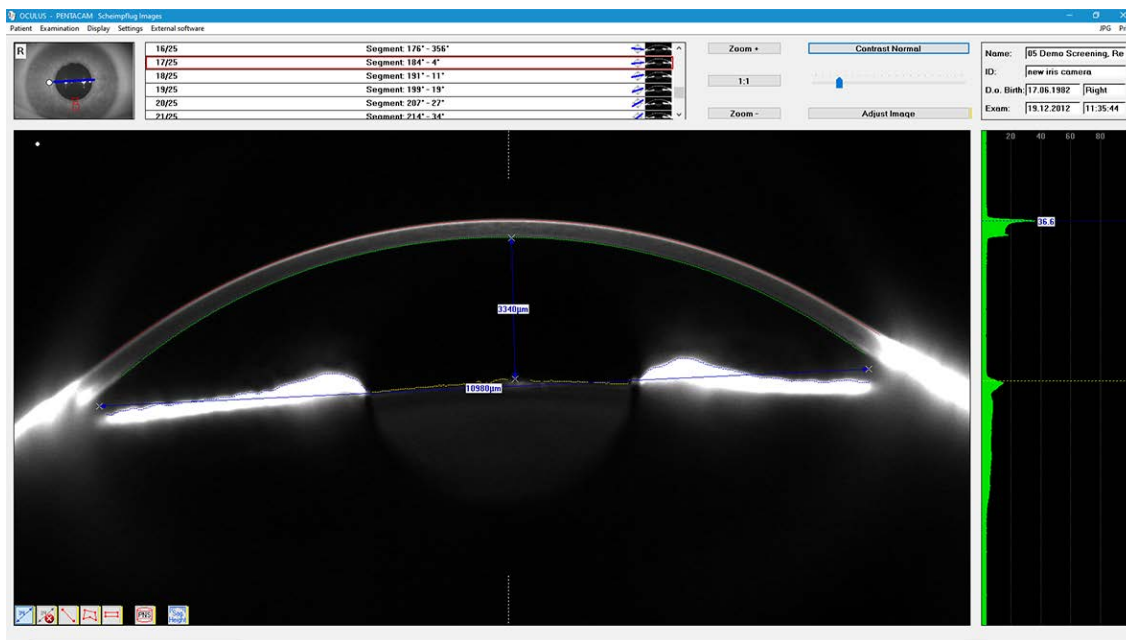 OCULUS - PENTACAM Scheimpflug Images
Patient Examination Display Settings External software JPG
R
16/25 Segment: 176° - 356°
17/25 Segment: 184° - 4°
18/25 Segment: 191° - 11°
19/25 Segment: 199° - 19°
20/25 Segment: 207° - 27°
21/25 Segment: 214° - 34°
Zoom +
1:1
Zoom -
Contrast Normal
Adjust Image
Name: 05 Demo Screening, Re
ID: new iris camera
D.o. Birth: 17.06.1982 Right
Exam: 19.12.2012 11:35:44
20 40 60 80
36.6
3340µm
10980µm
PNS
Height